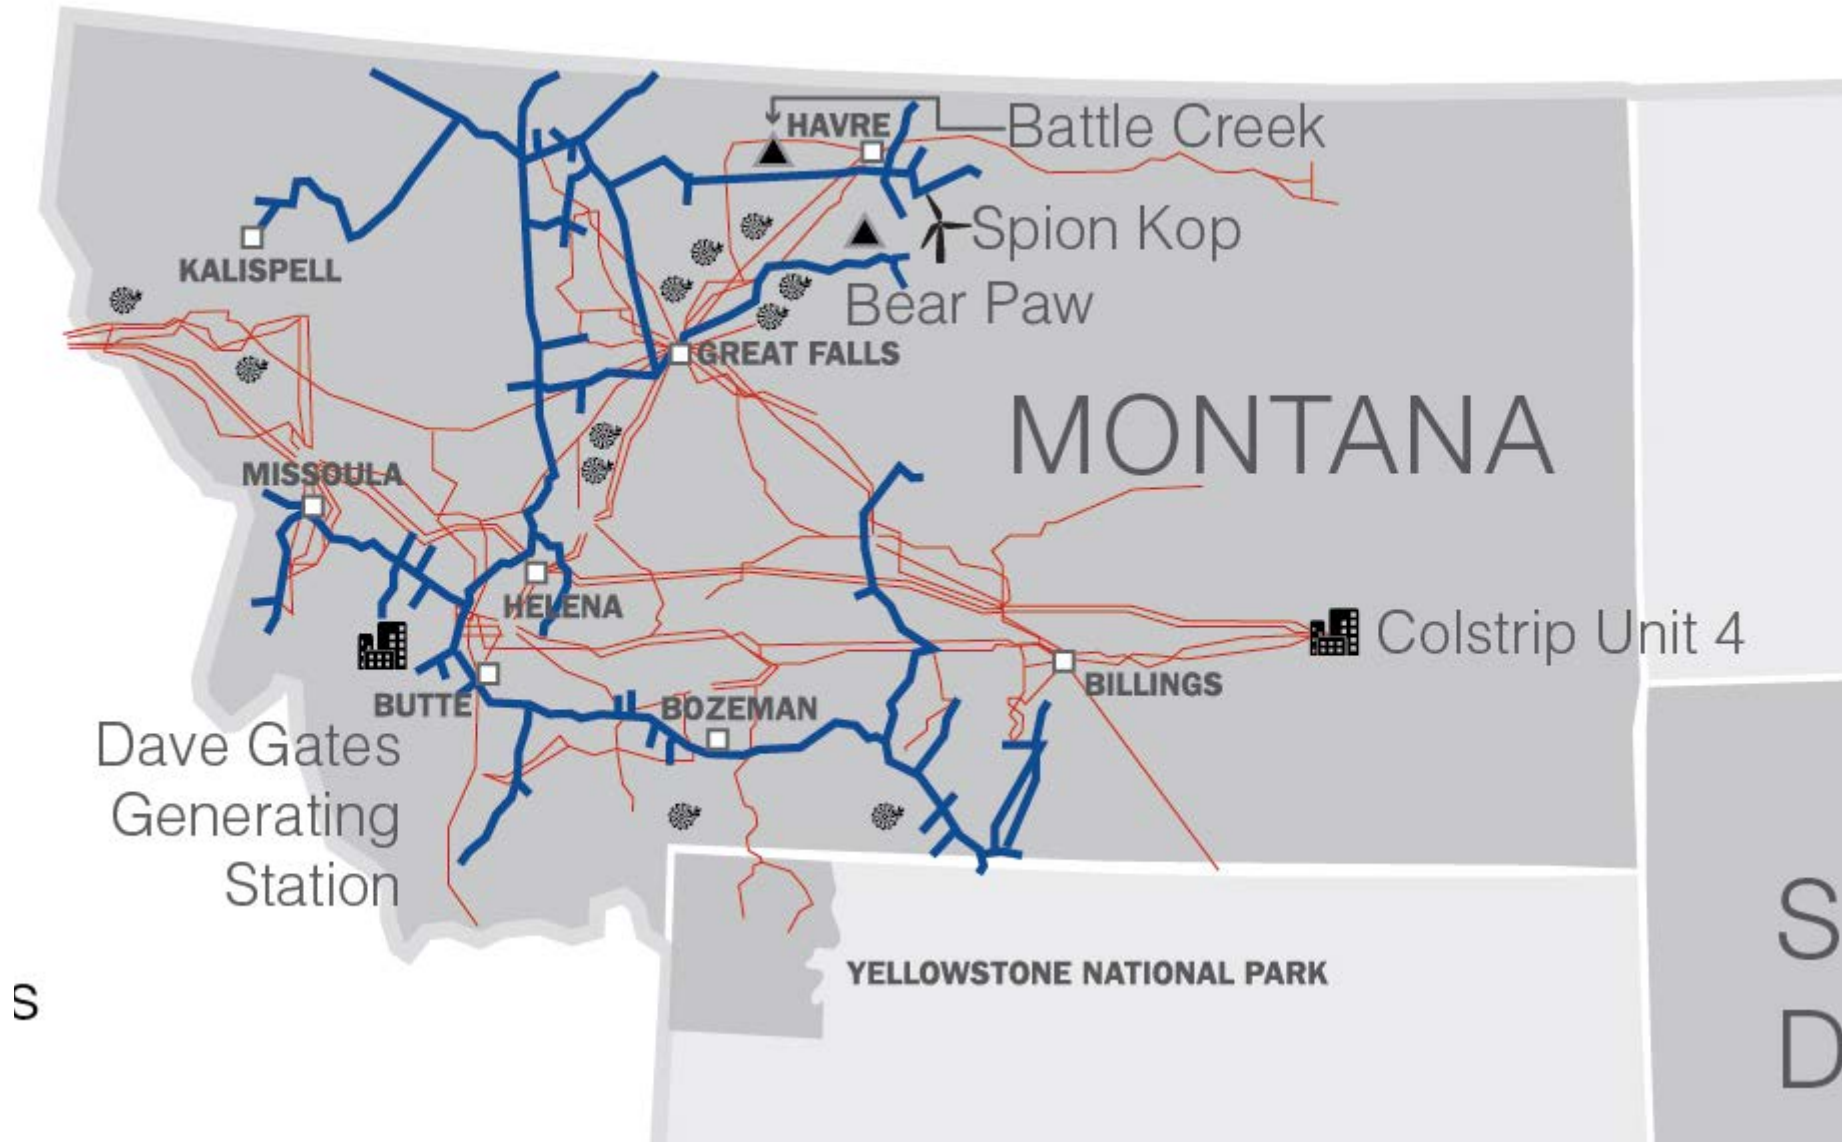 HAVRE
Battle Creek
Spion Kop
KALISPELL
Bear Paw
GREAT FALLS
MONTANA
MISSOULA
HELENA
Colstrip Unit 4
BILLINGS
BUTTE
BOZEMAN
Dave Gates
Generating
Station
S
YELLOWSTONE NATIONAL PARK
s
D